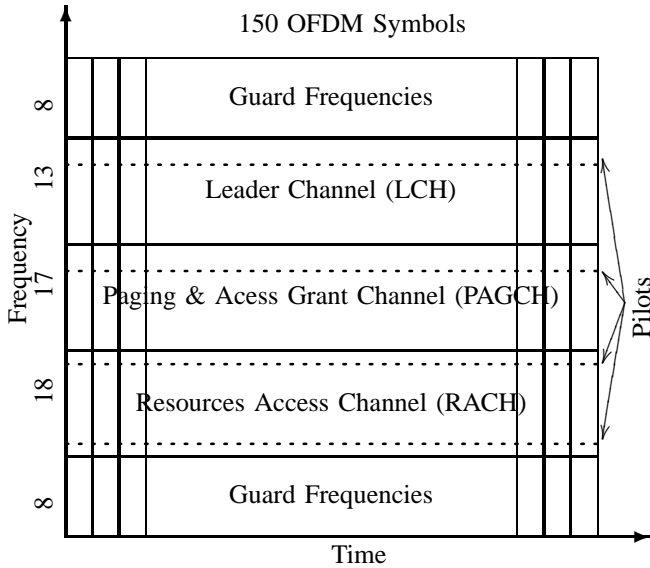 150 OFDM Symbols
8
Guard Frequencies
13
Leader Channel (LCH)
Frequency
17
Paging & Acess Grant Channel (PAGCH)
Pilots
18
Resources Access Channel (RACH)
8
Guard Frequencies
Time